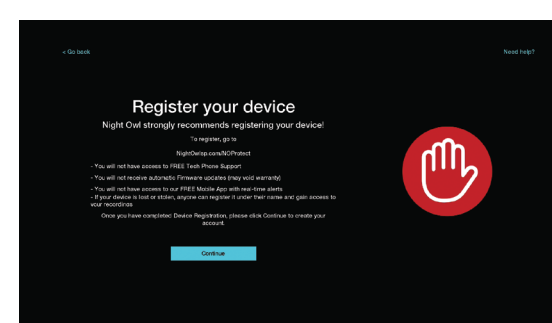 < Go back
Need help?
Register your device
Night Owl strongly recommends registering your device!
To register, go to
NightOwlsp.com/NOProtect
- You will not have access to FREE Tech Phone Support
- You will not receive automatic Firmware updates (may void warranty)
- You will not have access to our FREE Mobile App with real-time alerts
- If your device is lost or stolen, anyone can register it under their name and gain access to
your recordings
Once you have completed Device Registration, please click Continue to create your
account.
Continue